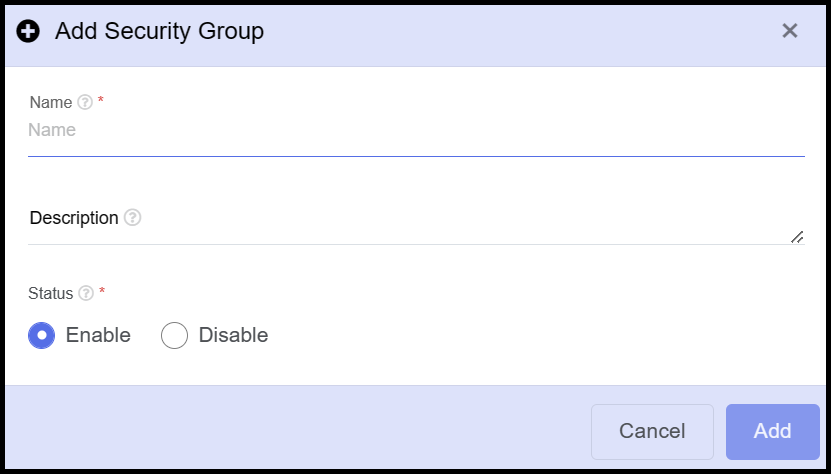 Add Security Group ×
Name ? *
Name
Description ?
Status ? *
Enable Disable
Cancel Add